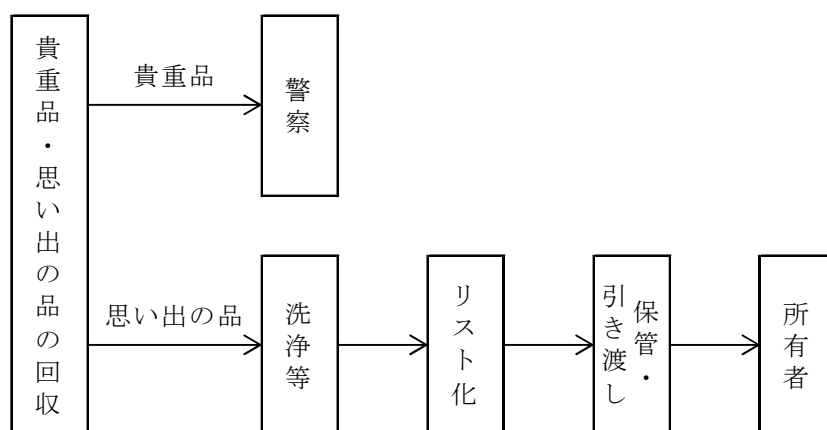 貴重品・思い出の品の回収
貴重品
警察
思い出の品
洗浄等
リスト化
保管・
引き渡し
所有者